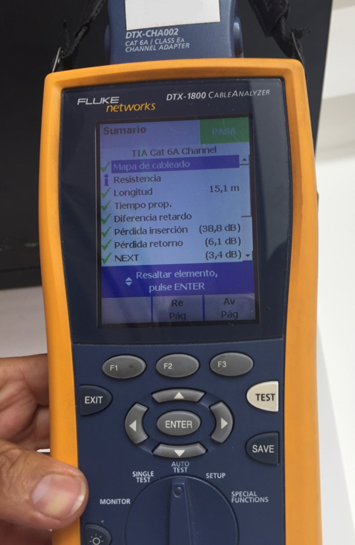 DTX-CHA002
CAT 6A / CLASS EA
CHANNEL ADAPTER
FLUKE networks
DTX-1800 CABLEANALYZER
Sumario PASA
TIA Cat 6A Channel
Mapa de cableado
i Resistencia
Longitud 15,1 m
Tiempo prop.
Diferencia retardo
Pérdida inserción (38,8 dB)
Pérdida retorno (6,1 dB)
NEXT (3,4 dB)
Resaltar elemento,
pulse ENTER
Re Pág
Av Pág
F1 F2 F3
EXIT
TEST
ENTER
SAVE
MONITOR
SINGLE TEST
AUTO TEST
SETUP
SPECIAL FUNCTIONS